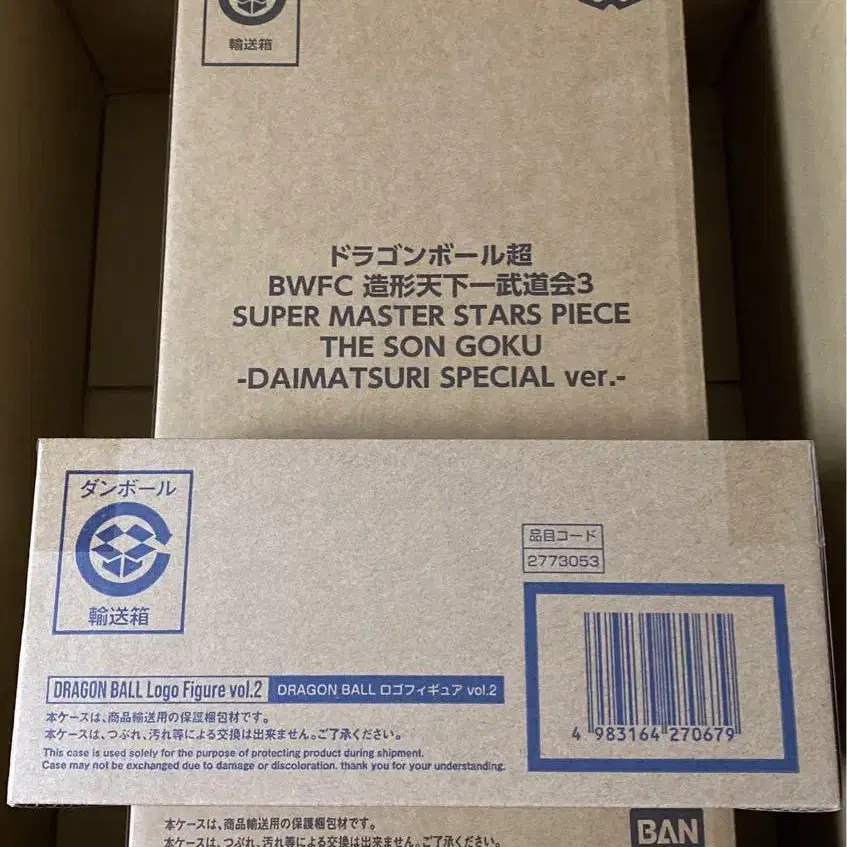 輸送箱
ドラゴンボール超
BWFC 造形天下一武道会3
SUPER MASTER STARS PIECE
THE SON GOKU
-DAIMATSURI SPECIAL ver.-
ダンボール
輸送箱
品目コード
2773053
4 983164 270679
DRAGON BALL Logo Figure vol.2 DRAGON BALL ロゴフィギュア vol.2
本ケースは、商品輸送用の保護梱包材です。
本ケースは、つぶれ、汚れ等による交換は出来ません。ご了承ください。
This case is used solely for the purpose of protecting product during shipment.
Case may not be exchanged due to damage or discoloration. thank you for your understanding.
本ケースは、商品輸送用の保護梱包材です。
本ケースは、つぶれ、汚れ等による交換は出来ません。ご了承ください。
BAN